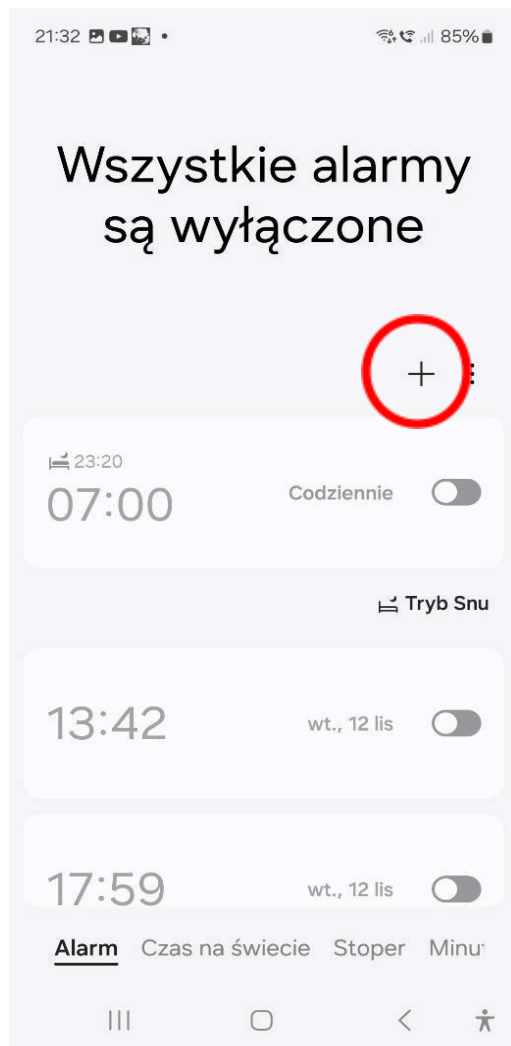 21:32
85%
Wszystkie alarmy
są wyłączone
23:20
07:00 Codziennie
Tryb Snu
13:42 wt., 12 lis
17:59 wt., 12 lis
Alarm Czas na świecie Stoper Minut